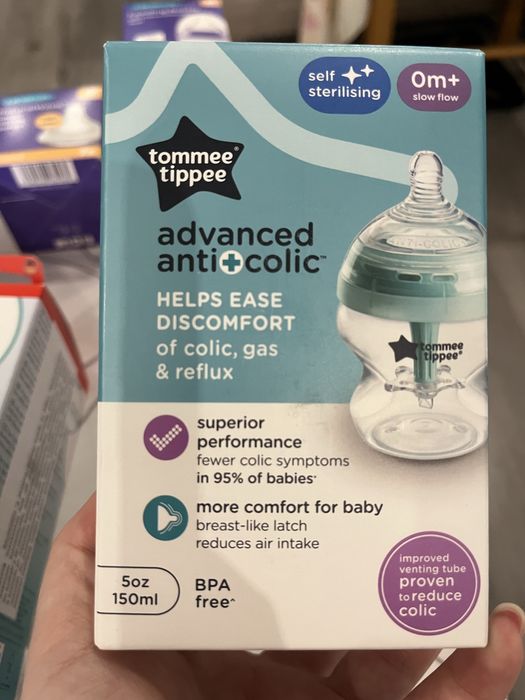 self
sterilising
0m+
slow flow
tommee®
tippee
advanced
anti+colic™
HELPS EASE
DISCOMFORT
of colic, gas
& reflux
ANTI-COLIC
tommee
tippee®
superior
performance
fewer colic symptoms
in 95% of babies*
more comfort for baby
breast-like latch
reduces air intake
5oz
150ml
BPA
free^
improved
venting tube
proven
to reduce
colic